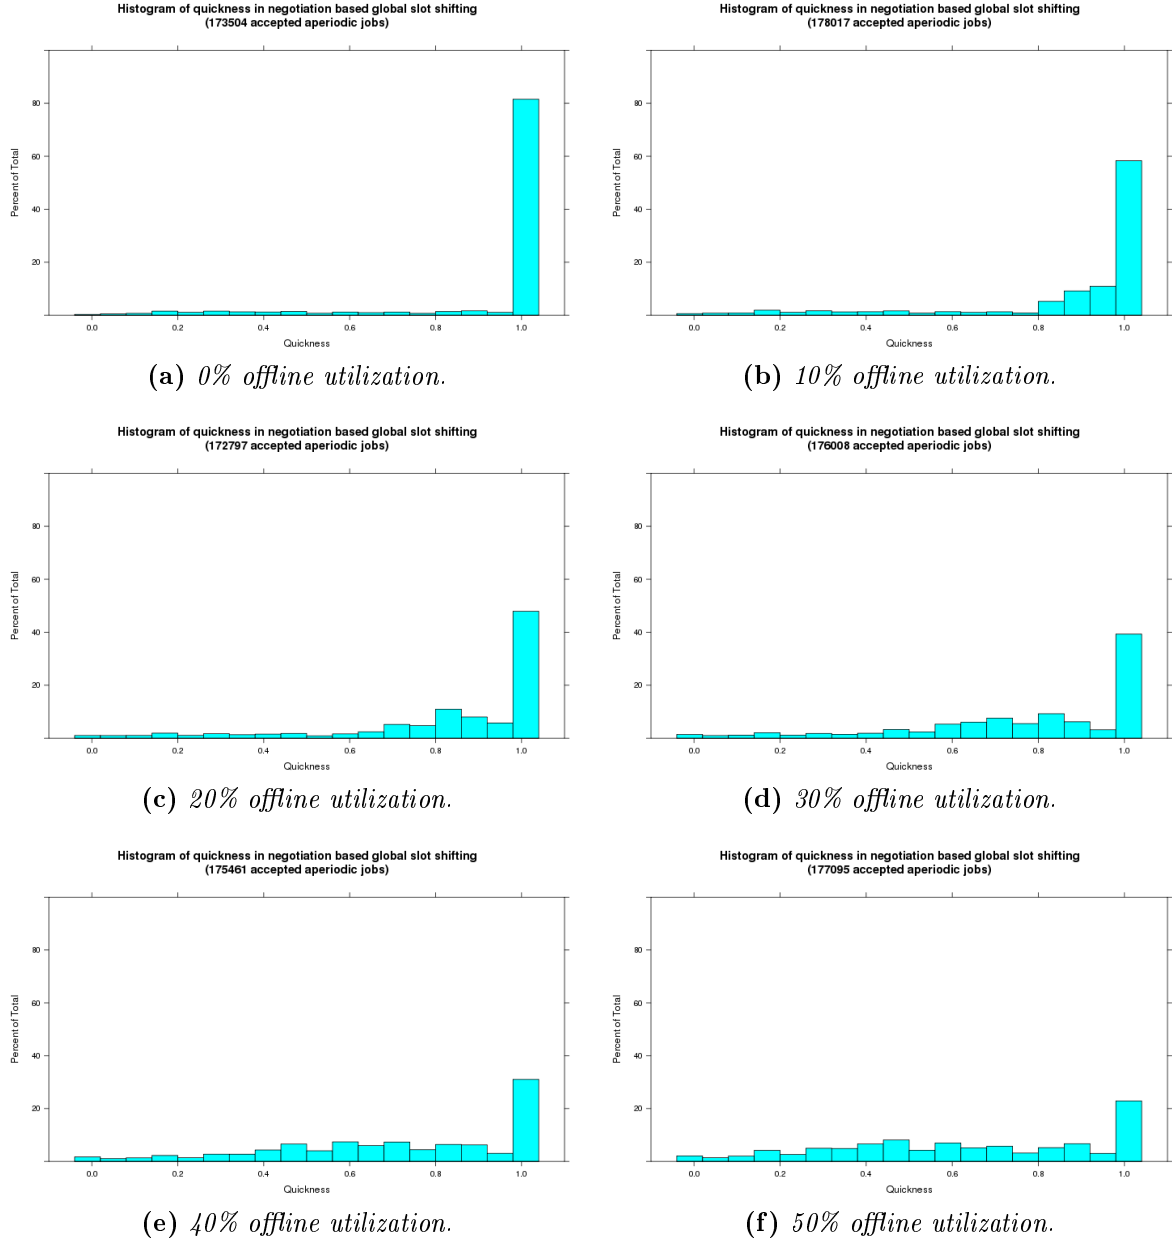 Histogram of quickness in negotiation based global slot shifting
(173504 accepted aperiodic jobs)
80
60
40
20
Percent of Total
0.0 0.2 0.4 0.6 0.8 1.0
Quickness
(a) 0% offline utilization.
Histogram of quickness in negotiation based global slot shifting
(178017 accepted aperiodic jobs)
80
60
40
20
Percent of Total
0.0 0.2 0.4 0.6 0.8 1.0
Quickness
(b) 10% offline utilization.
Histogram of quickness in negotiation based global slot shifting
(172797 accepted aperiodic jobs)
80
60
40
20
Percent of Total
0.0 0.2 0.4 0.6 0.8 1.0
Quickness
(c) 20% offline utilization.
Histogram of quickness in negotiation based global slot shifting
(176008 accepted aperiodic jobs)
80
60
40
20
Percent of Total
0.0 0.2 0.4 0.6 0.8 1.0
Quickness
(d) 30% offline utilization.
Histogram of quickness in negotiation based global slot shifting
(175461 accepted aperiodic jobs)
80
60
40
20
Percent of Total
0.0 0.2 0.4 0.6 0.8 1.0
Quickness
(e) 40% offline utilization.
Histogram of quickness in negotiation based global slot shifting
(177095 accepted aperiodic jobs)
80
60
40
20
Percent of Total
0.0 0.2 0.4 0.6 0.8 1.0
Quickness
(f) 50% offline utilization.